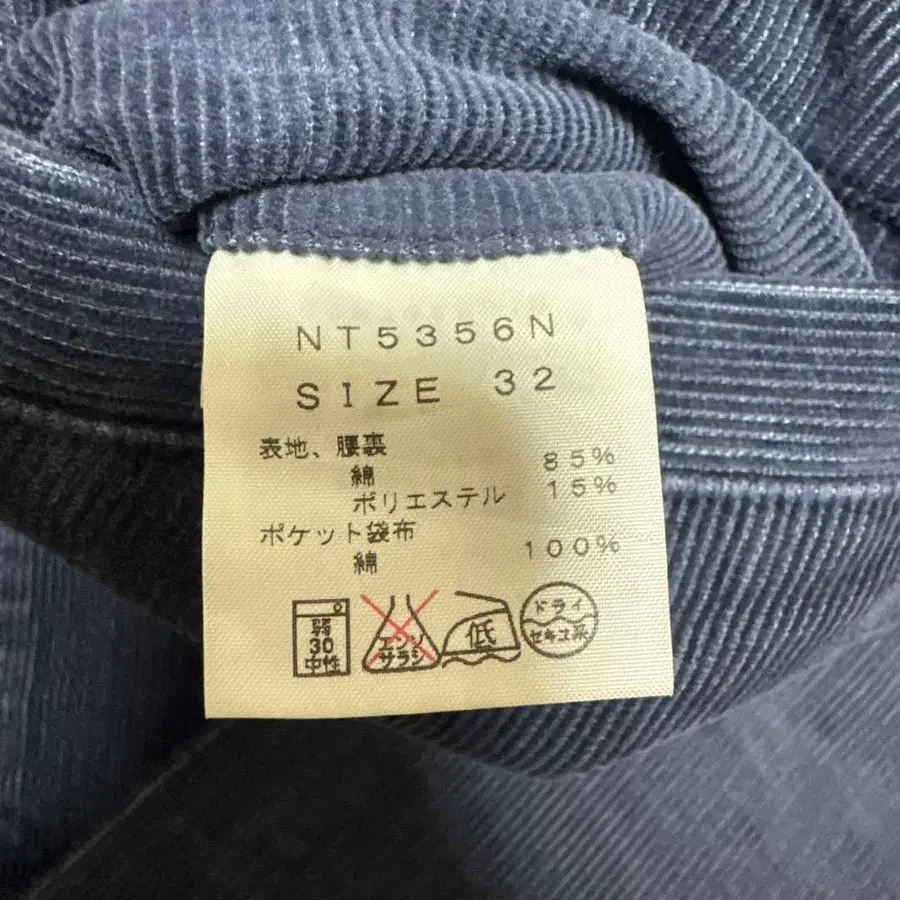 NT5356N
SIZE 32
表地、腰裏
綿 85%
ポリエステル 15%
ポケット袋布
綿 100%
弱
30
中性
エンソ
サラシ
低
ドライ
セキユ系